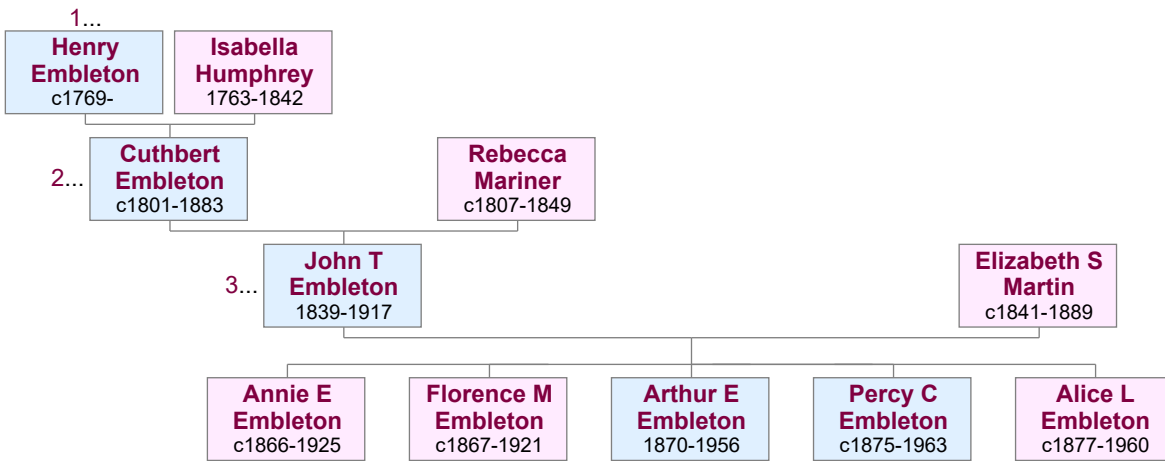 1...
Henry
Embleton
c1769-
Isabella
Humphrey
1763-1842
2...
Cuthbert
Embleton
c1801-1883
Rebecca
Mariner
c1807-1849
3...
John T
Embleton
1839-1917
Elizabeth S
Martin
c1841-1889
Annie E
Embleton
c1866-1925
Florence M
Embleton
c1867-1921
Arthur E
Embleton
1870-1956
Percy C
Embleton
c1875-1963
Alice L
Embleton
c1877-1960